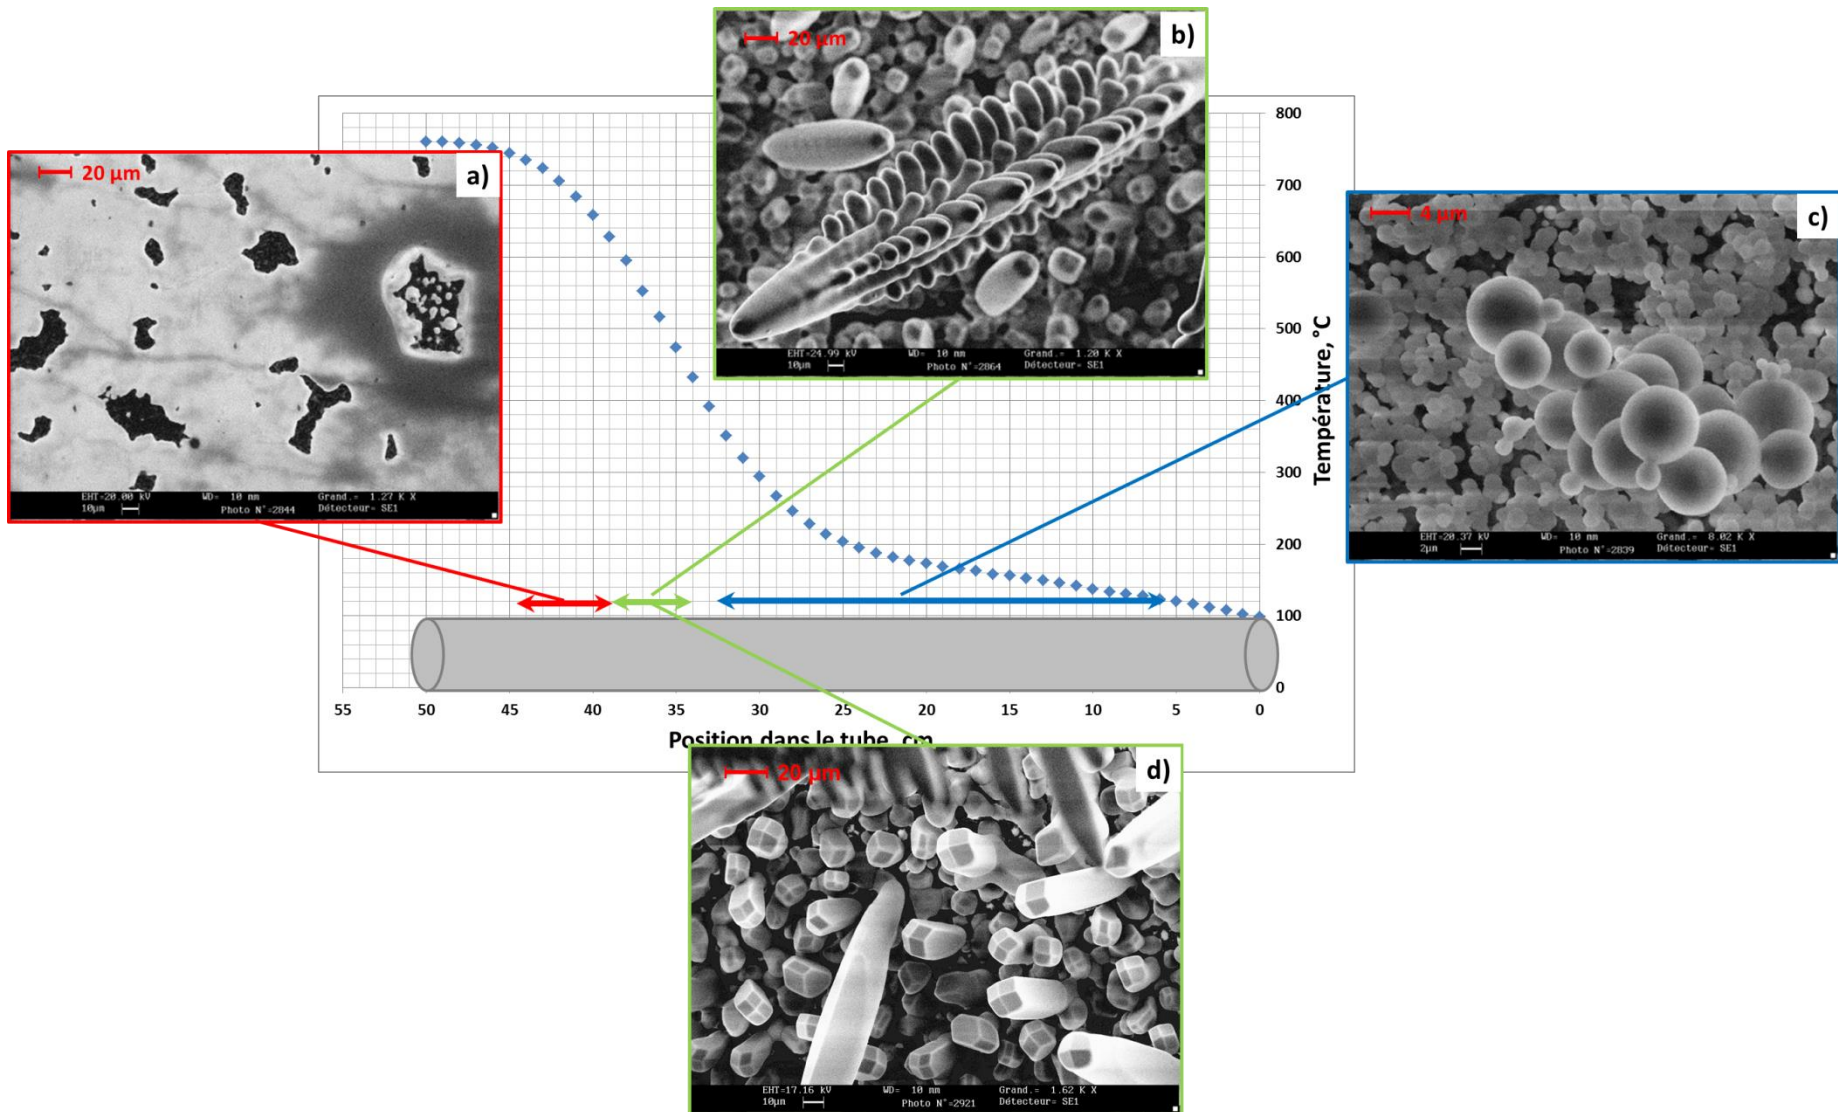 b)
20 µm
EHT=24.99 kV WD= 10 mm Grand.= 1.20 K X
10µm Photo N°=2864 Détecteur= SE1
a)
20 µm
EHT=20.00 kV WD= 10 mm Grand.= 1.27 K X
10µm Photo N°=2844 Détecteur= SE1
c)
4 µm
EHT=20.37 kV WD= 10 mm Grand.= 8.02 K X
2µm Photo N°=2839 Détecteur= SE1
800
700
600
500
400
300
200
100
0
Température, °C
55 50 45 40 35 30 25 20 15 10 5 0
Position dans le tube, cm
d)
20 µm
EHT=17.16 kV WD= 10 mm Grand.= 1.62 K X
10µm Photo N°=2921 Détecteur= SE1